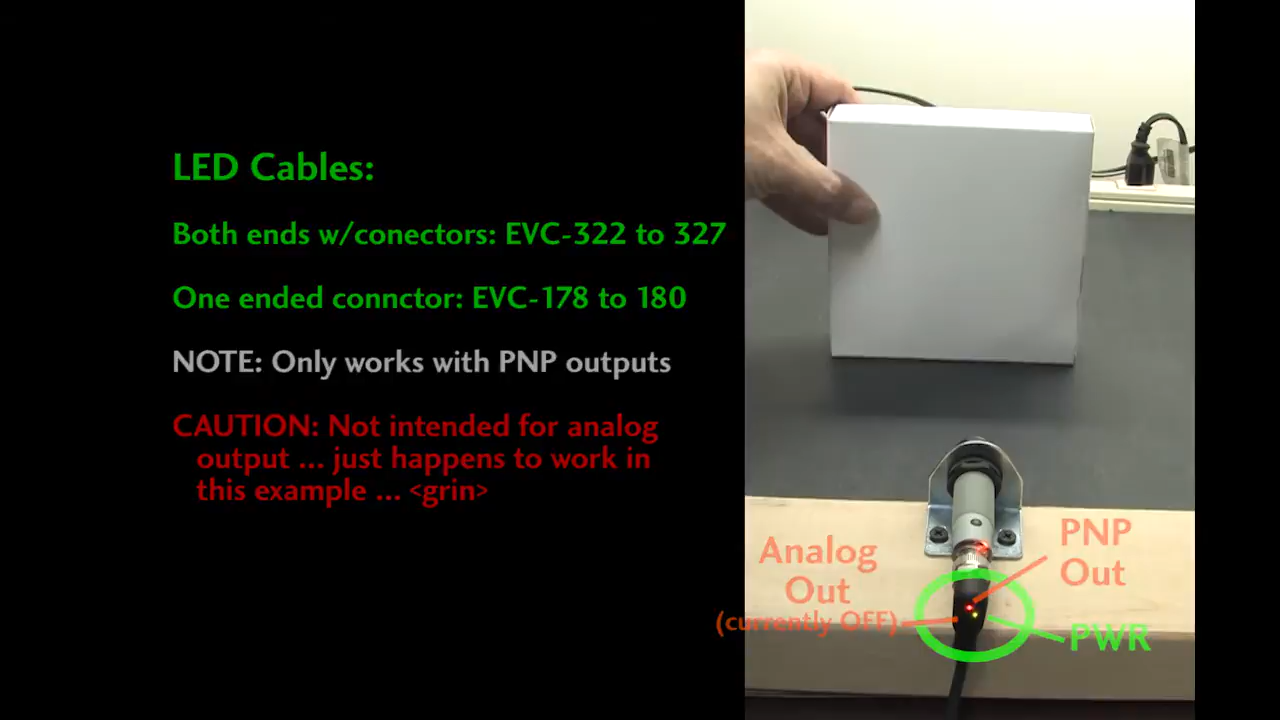 LED Cables:
Both ends w/conectors: EVC-322 to 327
One ended connctor: EVC-178 to 180
NOTE: Only works with PNP outputs
CAUTION: Not intended for analog
output ... just happens to work in
this example ... <grin>
Analog
Out
(currently OFF)
PNP
Out
PWR